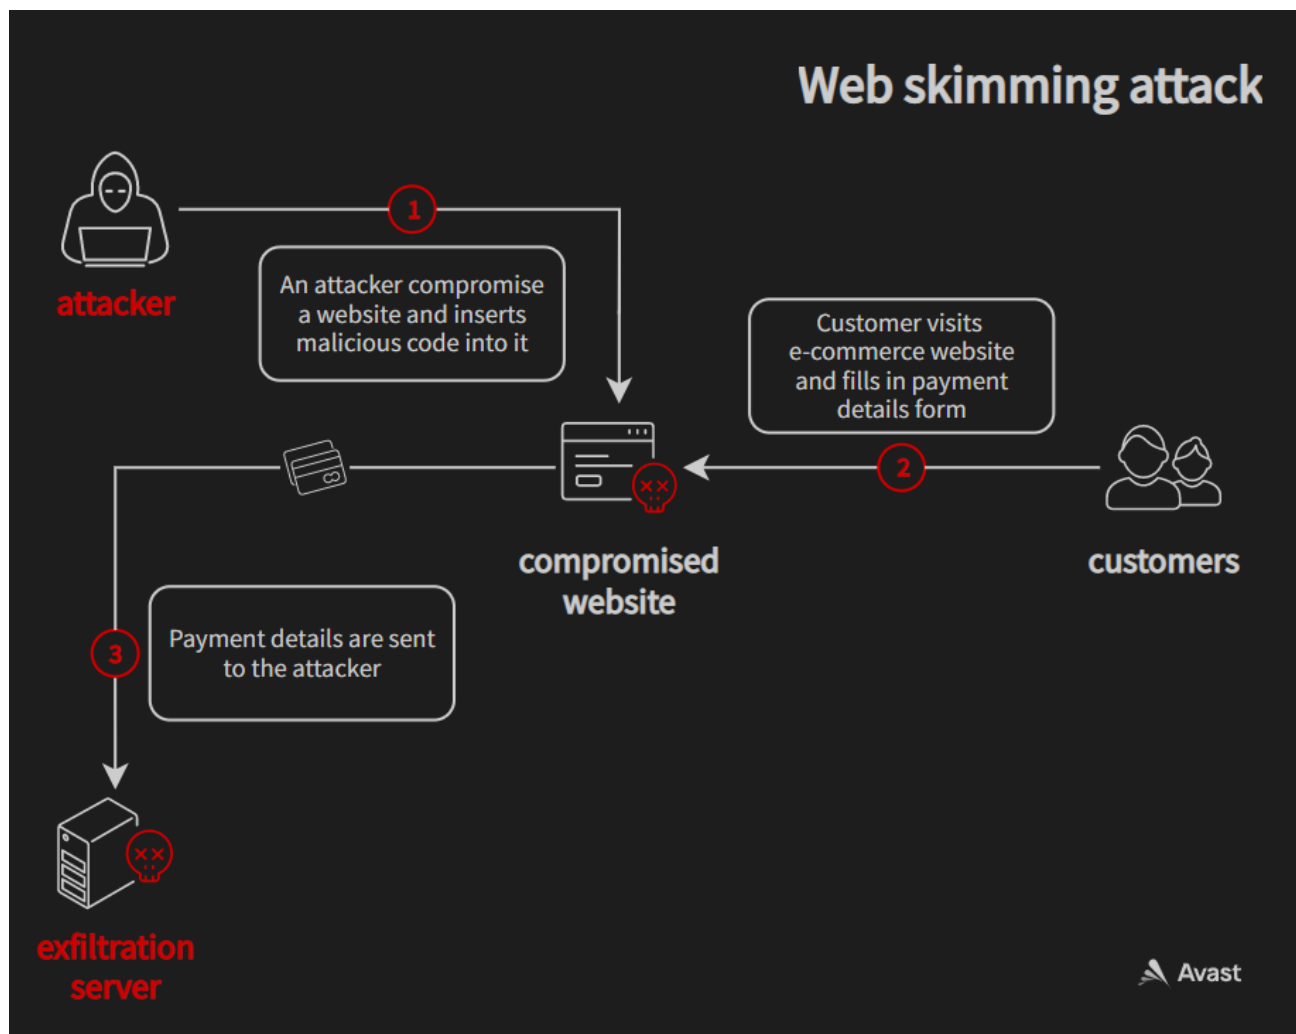 Web skimming attack
1
attacker
An attacker compromise
a website and inserts
malicious code into it
Customer visits
e-commerce website
and fills in payment
details form
2
compromised
website
customers
3
Payment details are sent
to the attacker
exfiltration
server
Avast